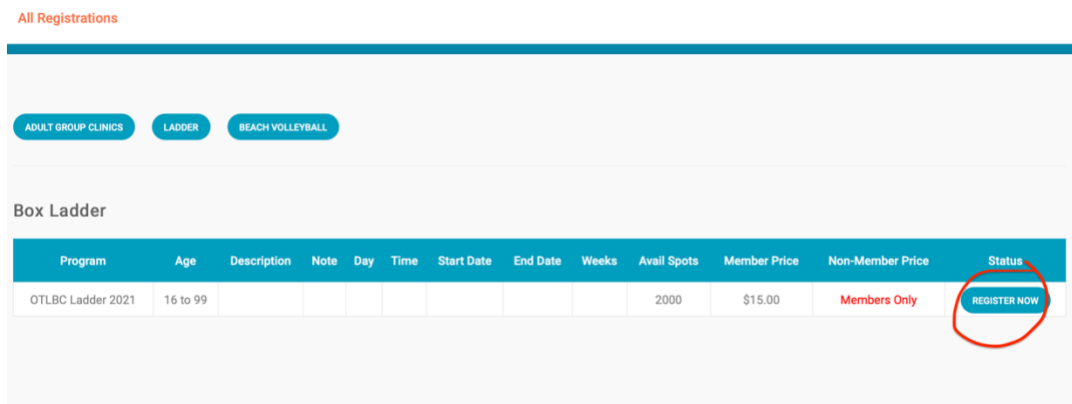 All Registrations
ADULT GROUP CLINICS LADDER BEACH VOLLEYBALL
Box Ladder
Program Age Description Note Day Time Start Date End Date Weeks Avail Spots Member Price Non-Member Price Status
OTLBC Ladder 2021 16 to 99 2000 $15.00 Members Only REGISTER NOW